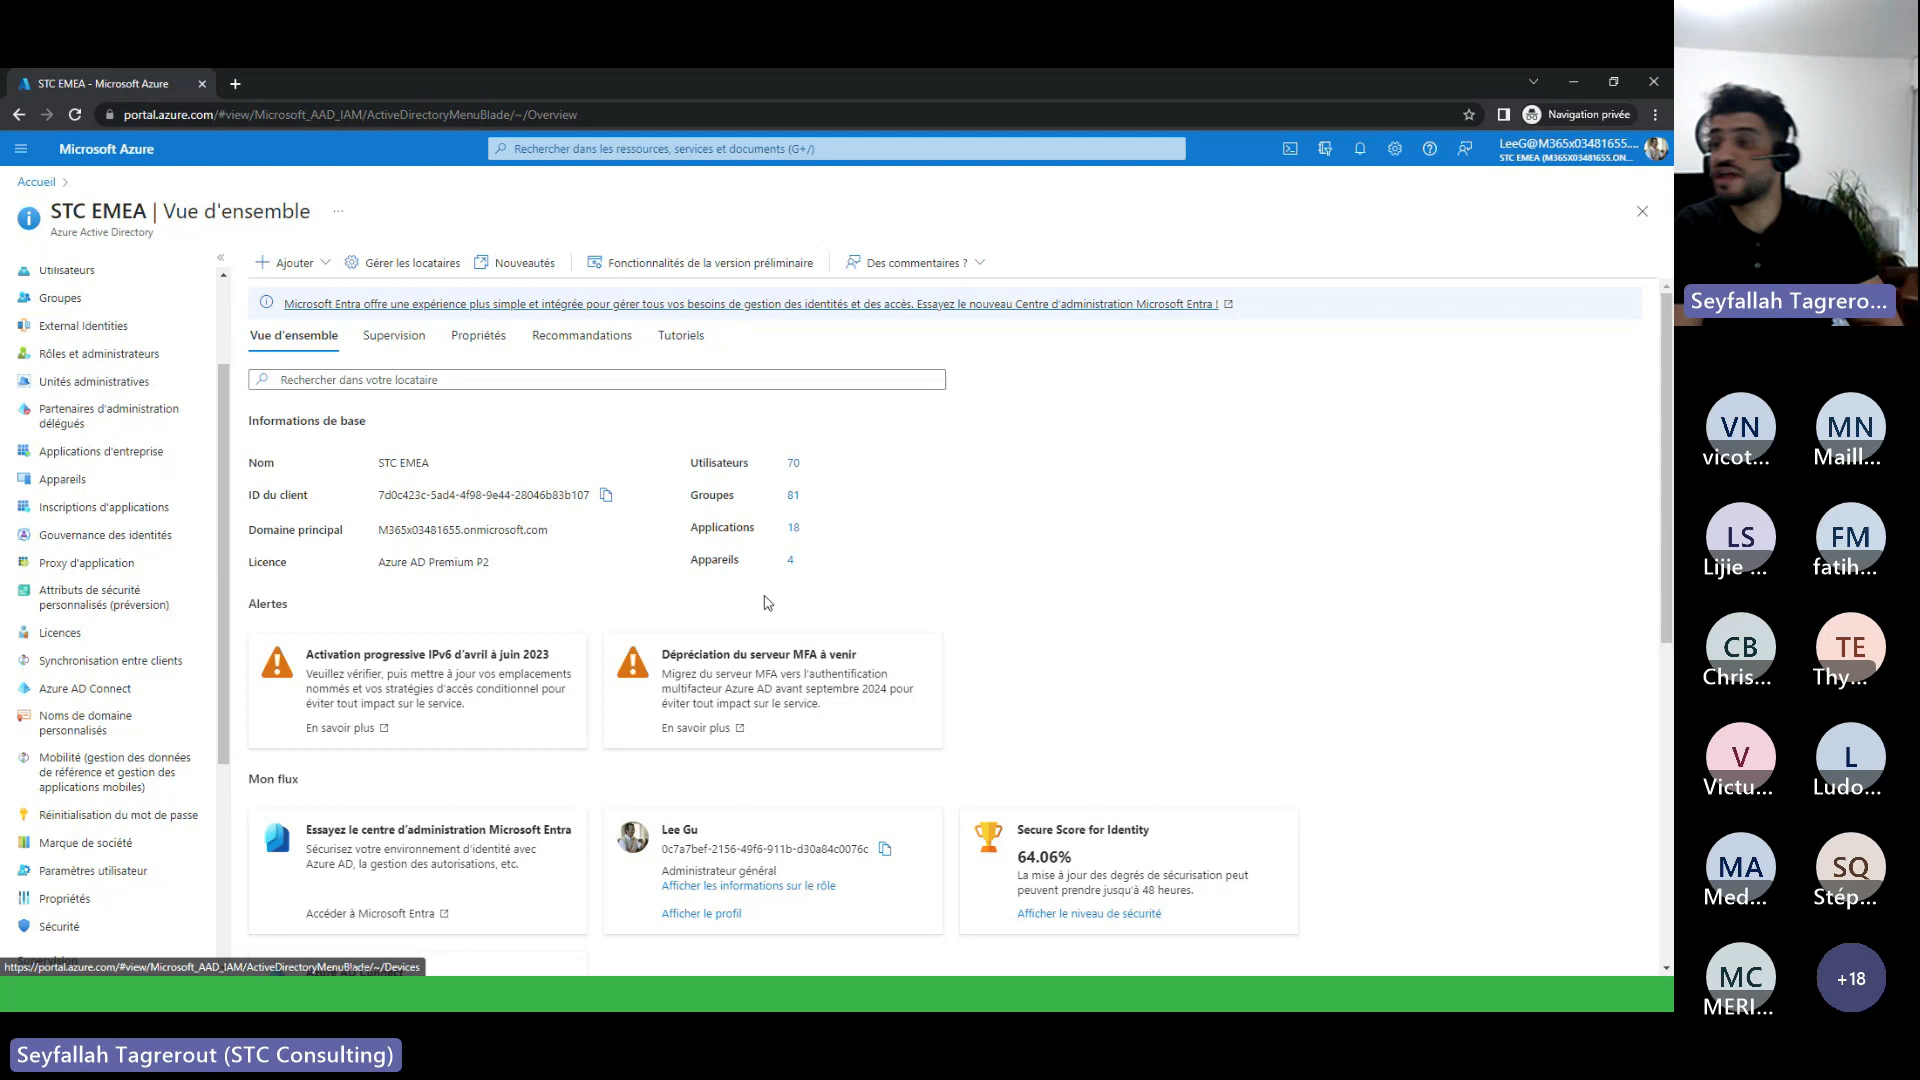 STC EMEA - Microsoft Azure
portal.azure.com/#view/Microsoft_AAD_IAM/ActiveDirectoryMenuBlade/~/Overview
Navigation privée
Microsoft Azure
Rechercher dans les ressources, services et documents (G+/)
LeeG@M365x03481655....
STC EMEA (M365X03481655.ON...
Accueil
STC EMEA | Vue d'ensemble
Azure Active Directory
Utilisateurs
Groupes
External Identities
Rôles et administrateurs
Unités administratives
Partenaires d'administration
délégués
Applications d'entreprise
Appareils
Inscriptions d'applications
Gouvernance des identités
Proxy d'application
Attributs de sécurité
personnalisés (préversion)
Licences
Synchronisation entre clients
Azure AD Connect
Noms de domaine
personnalisés
Mobilité (gestion des données
de référence et gestion des
applications mobiles)
Réinitialisation du mot de passe
Marque de société
Paramètres utilisateur
Propriétés
Sécurité
Supervision
https://portal.azure.com/#view/Microsoft_AAD_IAM/ActiveDirectoryMenuBlade/~/Devices
Ajouter
Gérer les locataires
Nouveautés
Fonctionnalités de la version préliminaire
Des commentaires ?
Microsoft Entra offre une expérience plus simple et intégrée pour gérer tous vos besoins de gestion des identités et des accès. Essayez le nouveau Centre d'administration Microsoft Entra !
Vue d'ensemble
Supervision
Propriétés
Recommandations
Tutoriels
Rechercher dans votre locataire
Informations de base
Nom STC EMEA
ID du client 7d0c423c-5ad4-4f98-9e44-28046b83b107
Domaine principal M365x03481655.onmicrosoft.com
Licence Azure AD Premium P2
Utilisateurs 70
Groupes 81
Applications 18
Appareils 4
Alertes
Activation progressive IPv6 d'avril à juin 2023
Veuillez vérifier, puis mettre à jour vos emplacements
nommés et vos stratégies d'accès conditionnel pour
éviter tout impact sur le service.
En savoir plus
Dépréciation du serveur MFA à venir
Migrez du serveur MFA vers l'authentification
multifacteur Azure AD avant septembre 2024 pour
éviter tout impact sur le service.
En savoir plus
Mon flux
Essayez le centre d'administration Microsoft Entra
Sécurisez votre environnement d'identité avec
Azure AD, la gestion des autorisations, etc.
Accéder à Microsoft Entra
Lee Gu
0c7a7bef-2156-49f6-911b-d30a84c0076c
Administrateur général
Afficher les informations sur le rôle
Afficher le profil
Secure Score for Identity
64.06%
La mise à jour des degrés de sécurisation peut
peuvent prendre jusqu'à 48 heures.
Afficher le niveau de sécurité
Azure AD Connect
Seyfallah Tagrero...
VN
vicot...
MN
Maill...
LS
Lijie ...
FM
fatih...
CB
Chris...
TE
Thy...
V
Victu...
L
Ludo...
MA
Med...
SQ
Stép...
MC
MERI...
+18
Seyfallah Tagrerout (STC Consulting)